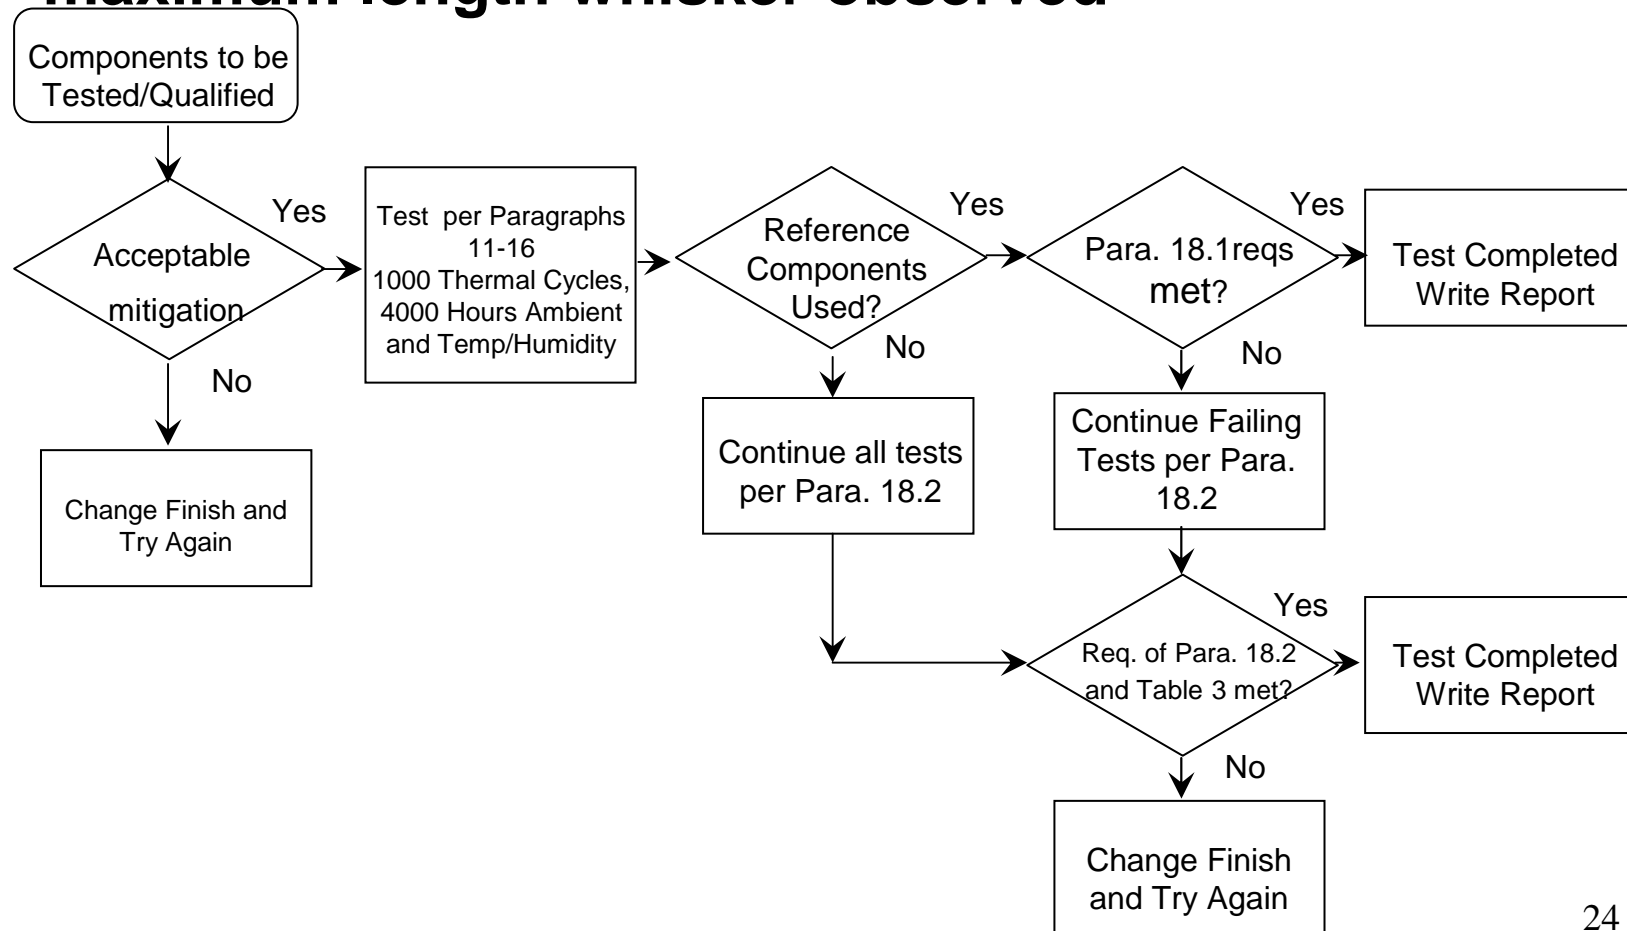 maximum length whisker observed
Components to be
Tested/Qualified
Acceptable
mitigation
Yes
No
Change Finish and
Try Again
Test per Paragraphs
11-16
1000 Thermal Cycles,
4000 Hours Ambient
and Temp/Humidity
Reference
Components
Used?
Yes
No
Continue all tests
per Para. 18.2
Para. 18.1reqs
met?
Yes
No
Test Completed
Write Report
Continue Failing
Tests per Para.
18.2
Req. of Para. 18.2
and Table 3 met?
Yes
No
Test Completed
Write Report
Change Finish
and Try Again
24